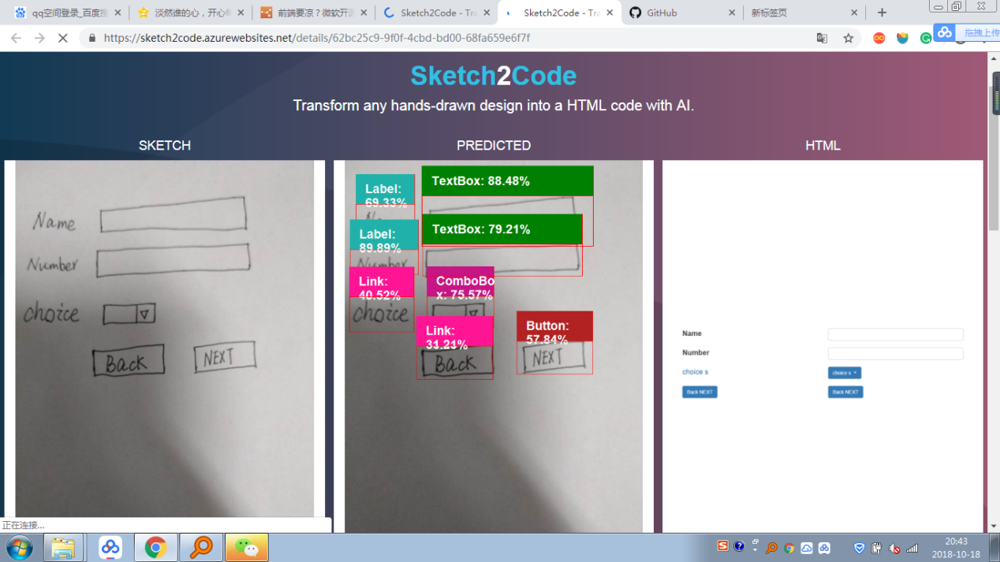 qq空间登录_百度搜
淡然谁的心，开心
前端要凉？微软开源
Sketch2Code - Tra
Sketch2Code - Tra
GitHub
新标签页
https://sketch2code.azurewebsites.net/details/62bc25c9-9f0f-4cb8-bd00-68fa659e6f7f
拖拽上传
Sketch2Code
Transform any hands-drawn design into a HTML code with AI.
SKETCH
PREDICTED
HTML
Name
Number
choice
Back NEXT
Label: 69.33%
TextBox: 88.48%
Label: 89.89%
TextBox: 79.21%
Number
Link: 40.52%
ComboBo
x: 75.57%
choice
Link: 31.21%
Button: 57.84%
Back NEXT
Name
Number
choice s
choice s
Back NEXT
Back NEXT
正在连接...
20:43
2018-10-18